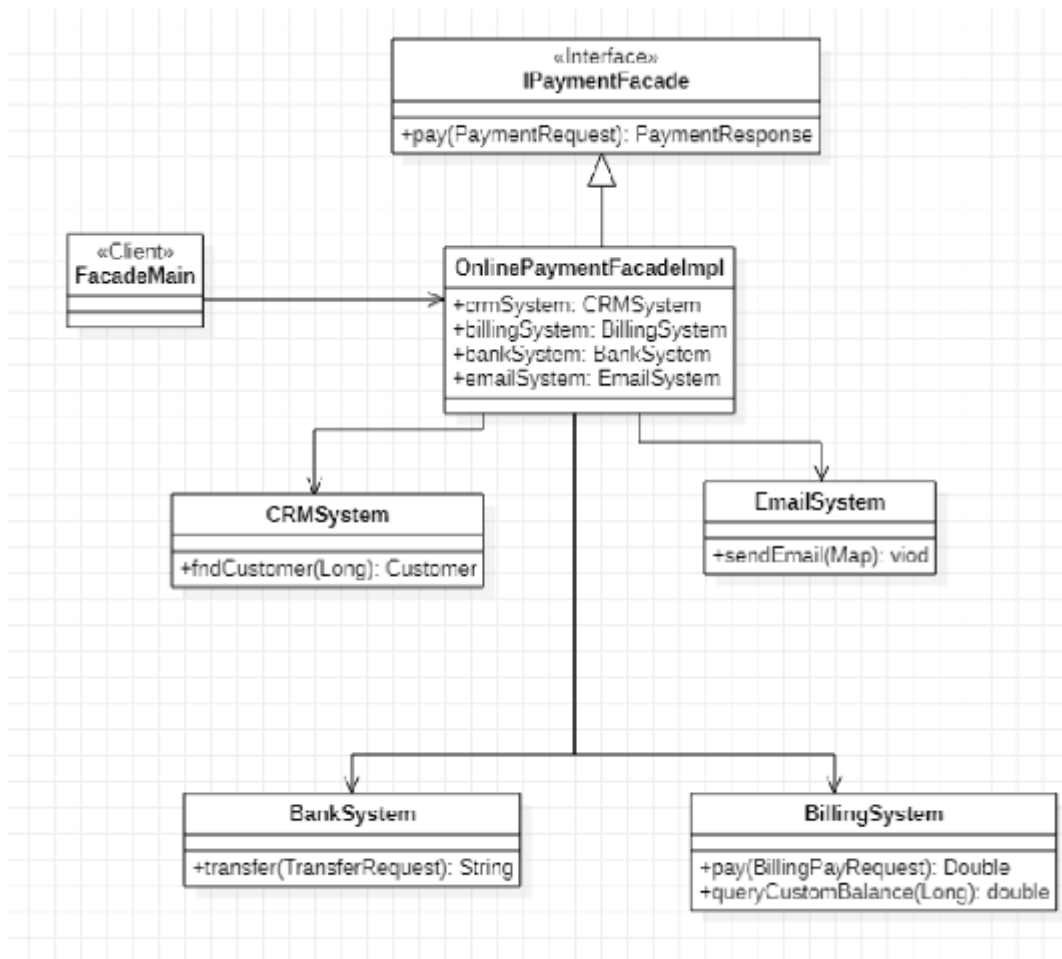 «Interface»
IPaymentFacade
+pay(PaymentRequest): PaymentResponse
«Client»
FacadeMain
OnlinePaymentFacadeImpl
+crmSystem: CRMSystem
+billingSystem: BillingSystem
+bankSystem: BankSystem
+emailSystem: EmailSystem
CRMSystem
+fndCustomer(Long): Customer
EmailSystem
+sendEmail(Map): viod
BankSystem
+transfer(TransferRequest): String
BillingSystem
+pay(BillingPayRequest): Double
+queryCustomBalance(Long): double